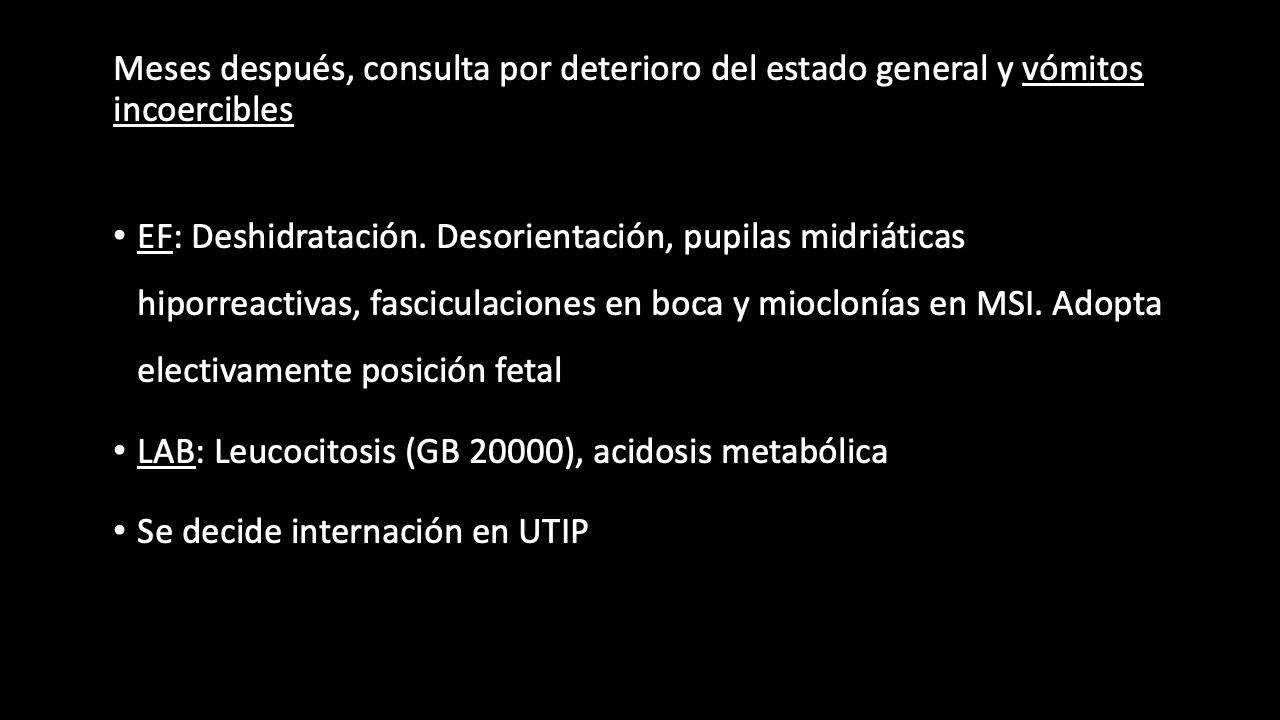 Meses después, consulta por deterioro del estado general y vómitos
incoercibles
• EF: Deshidratación. Desorientación, pupilas midriáticas
hiporreactivas, fasciculaciones en boca y mioclonías en MSI. Adopta
electivamente posición fetal
• LAB: Leucocitosis (GB 20000), acidosis metabólica
• Se decide internación en UTIP